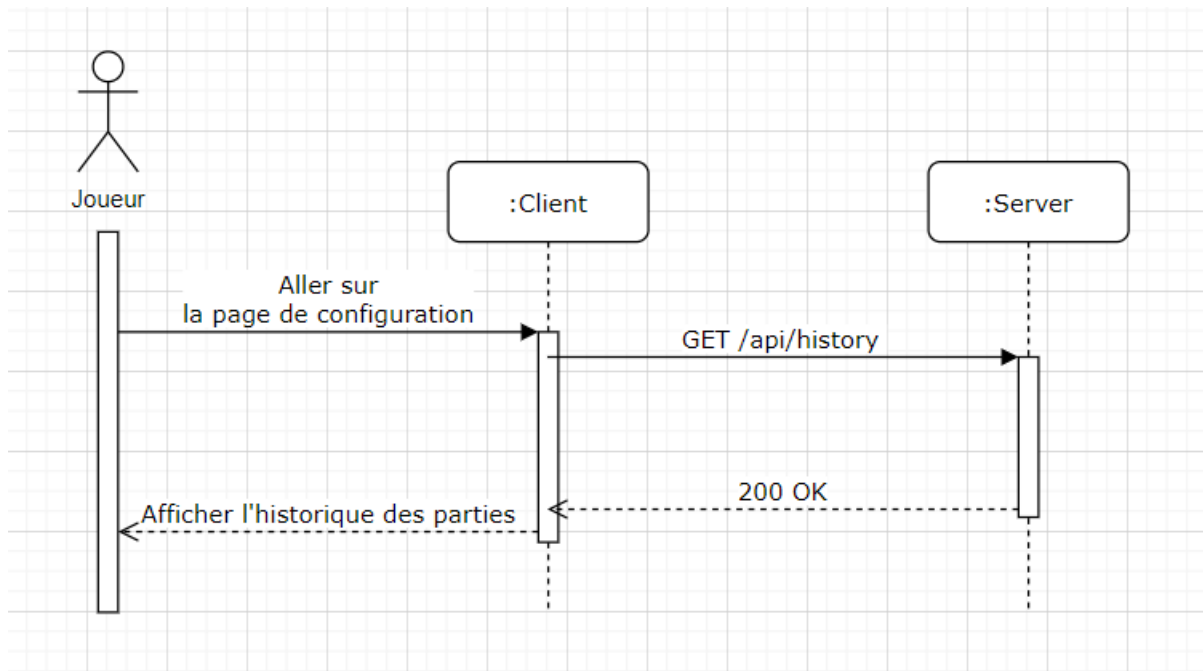 Joueur
:Client
:Server
Aller sur
la page de configuration
GET /api/history
200 OK
Afficher l'historique des parties